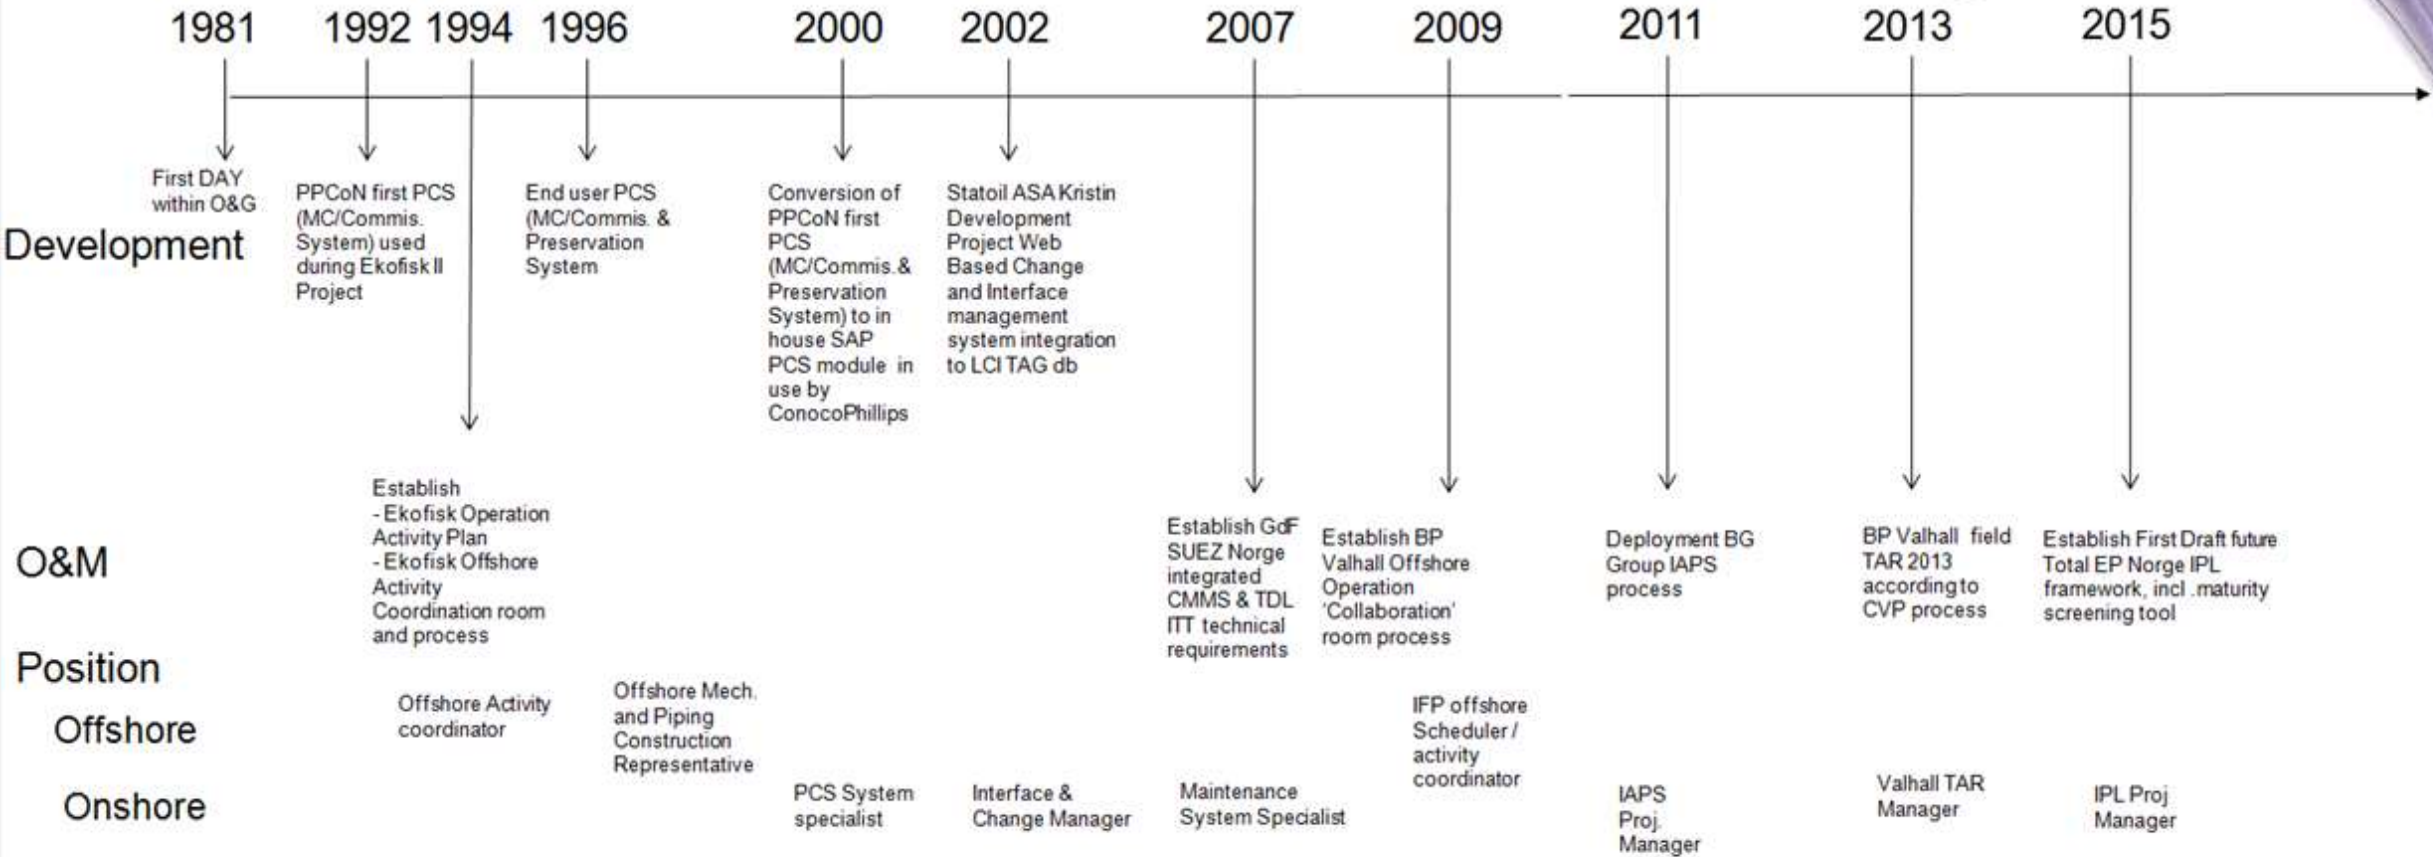 1981 1992 1994 1996 2000 2002 2007 2009 2011 2013 2015
Development
First DAY
within O&G
PPCoN first PCS
(MC/Commis.
System) used
during Ekofisk II
Project
End user PCS
(MC/Commis. &
Preservation
System
Conversion of
PPCoN first
PCS
(MC/Commis.&
Preservation
System) to in
house SAP
PCS module in
use by
ConocoPhillips
Statoil ASA Kristin
Development
Project Web
Based Change
and Interface
management
system integration
to LCI TAG db
O&M
Establish
- Ekofisk Operation
Activity Plan
- Ekofisk Offshore
Activity
Coordination room
and process
Establish GdF
SUEZ Norge
integrated
CMMS & TDL
ITT technical
requirements
Establish BP
Valhall Offshore
Operation
'Collaboration'
room process
Deployment BG
Group IAPS
process
BP Valhall field
TAR 2013
according to
CVP process
Establish First Draft future
Total EP Norge IPL
framework, incl .maturity
screening tool
Position
Offshore
Offshore Activity
coordinator
Offshore Mech.
and Piping
Construction
Representative
IFP offshore
Scheduler /
activity
coordinator
Onshore
PCS System
specialist
Interface &
Change Manager
Maintenance
System Specialist
IAPS
Proj.
Manager
Valhall TAR
Manager
IPL Proj
Manager